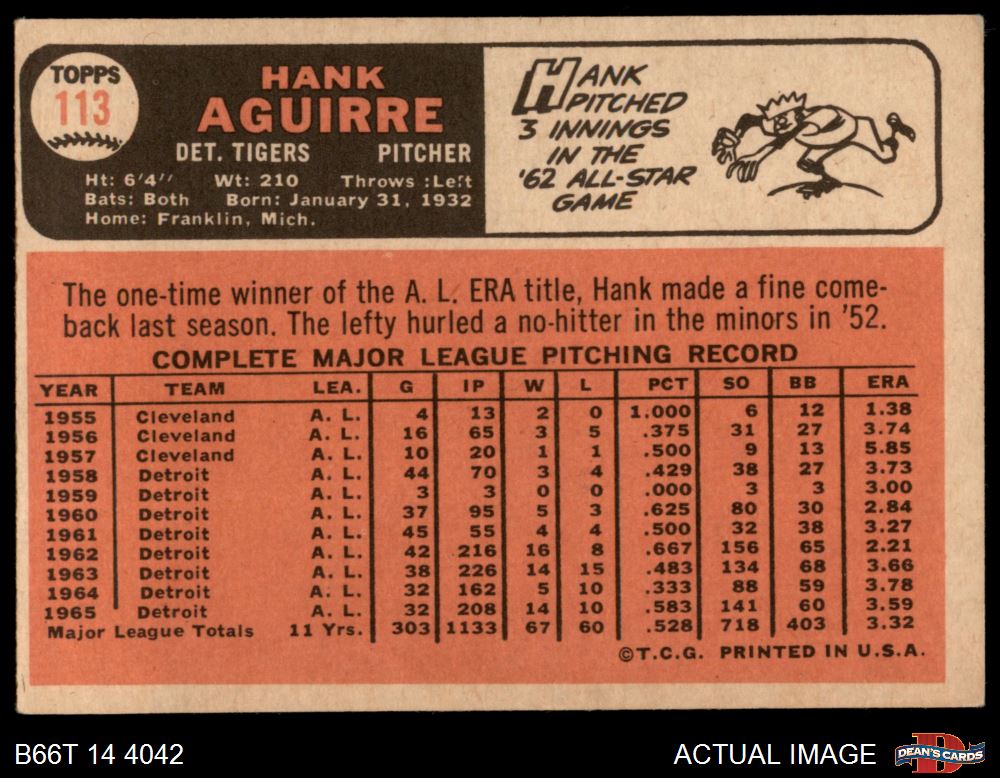 TOPPS
113
HANK
AGUIRRE
DET. TIGERS PITCHER
Ht: 6'4" Wt: 210 Throws :Left
Bats: Both Born: January 31, 1932
Home: Franklin, Mich.
HANK
PITCHED
3 INNINGS
IN THE
'62 ALL-STAR
GAME
The one-time winner of the A. L. ERA title, Hank made a fine come-
back last season. The lefty hurled a no-hitter in the minors in '52.
COMPLETE MAJOR LEAGUE PITCHING RECORD
YEAR TEAM LEA. G IP W L PCT SO BB ERA
1955 Cleveland A. L. 4 13 2 0 1.000 6 12 1.38
1956 Cleveland A. L. 16 65 3 5 .375 31 27 3.74
1957 Cleveland A. L. 10 20 1 1 .500 9 13 5.85
1958 Detroit A. L. 44 70 3 4 .429 38 27 3.73
1959 Detroit A. L. 3 3 0 0 .000 3 3 3.00
1960 Detroit A. L. 37 95 5 3 .625 80 30 2.84
1961 Detroit A. L. 45 55 4 4 .500 32 38 3.27
1962 Detroit A. L. 42 216 16 8 .667 156 65 2.21
1963 Detroit A. L. 38 226 14 15 .483 134 68 3.66
1964 Detroit A. L. 32 162 5 10 .333 88 59 3.78
1965 Detroit A. L. 32 208 14 10 .583 141 60 3.59
Major League Totals 11 Yrs. 303 1133 67 60 .528 718 403 3.32
©T.C.G. PRINTED IN U.S.A.
B66T 14 4042 ACTUAL IMAGE DEAN'S CARDS